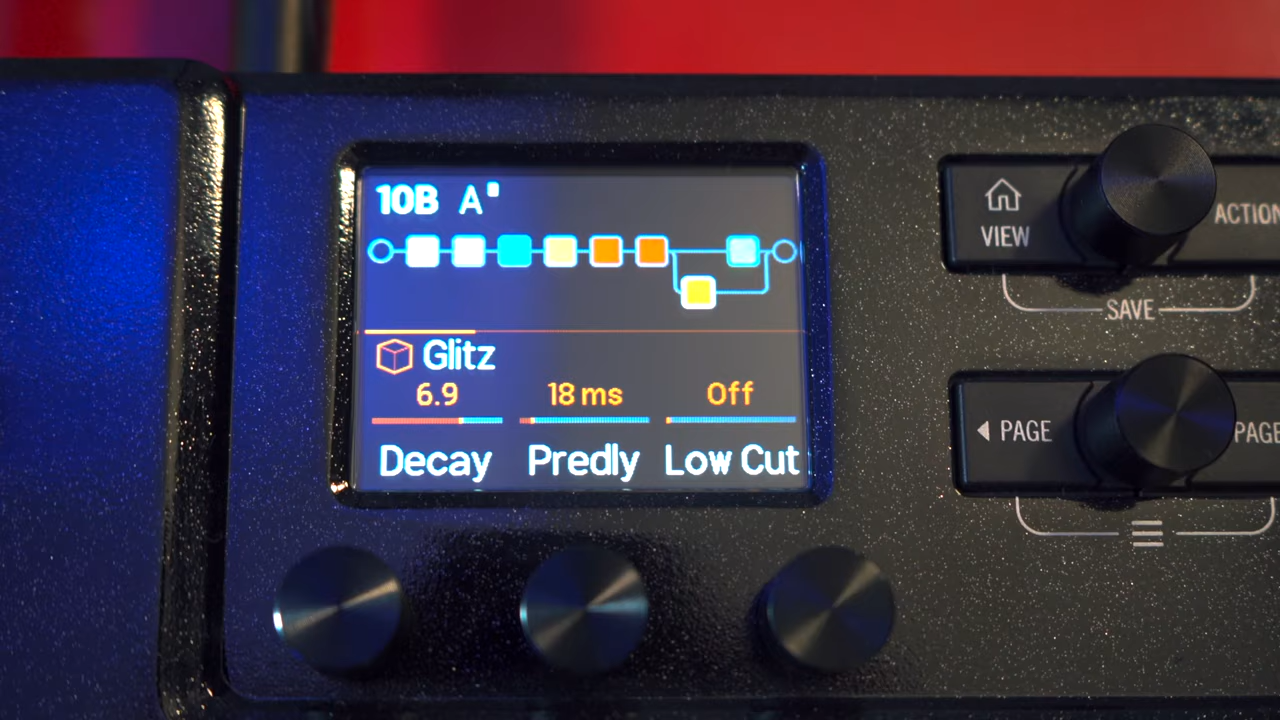 10B A
VIEW
ACTION
SAVE
Glitz
6.9 18 ms Off
Decay Predly Low Cut
PAGE
PAGE